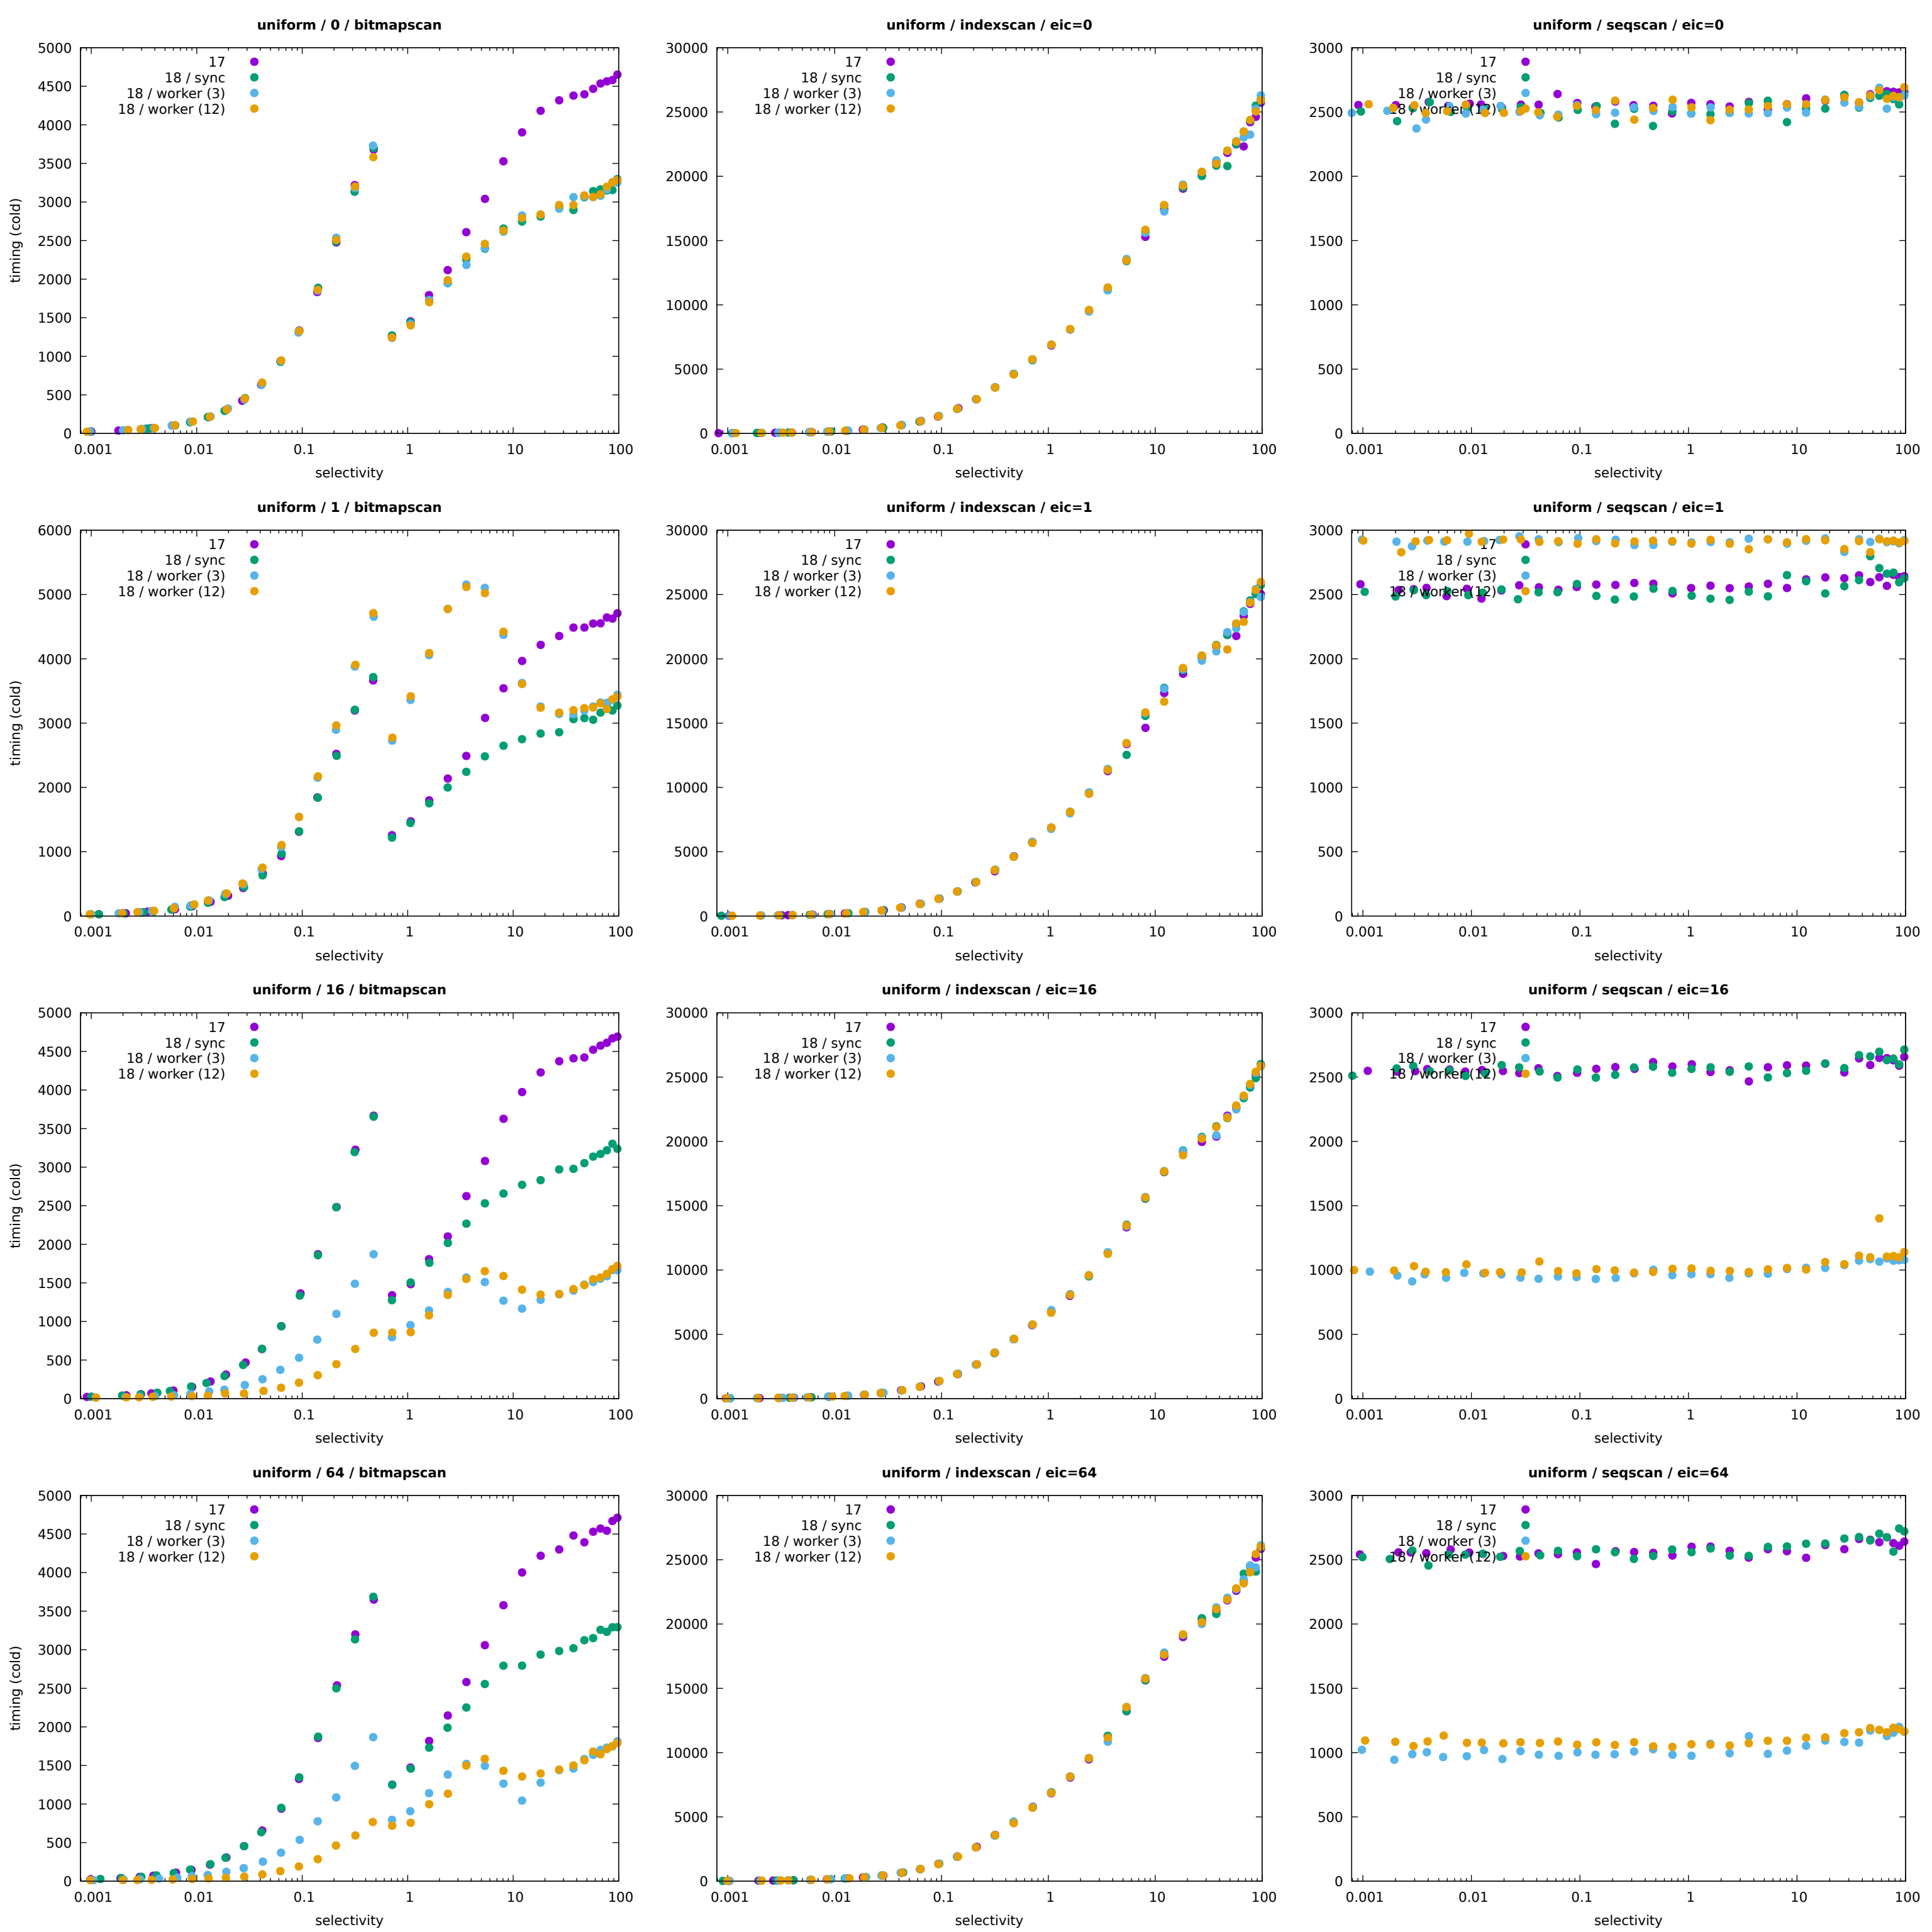 uniform / 0 / bitmapscan
5000
4500
4000
3500
3000
2500
2000
1500
1000
500
0
timing (cold)
17
18 / sync
18 / worker (3)
18 / worker (12)
0.001 0.01 0.1 1 10 100
selectivity
uniform / indexscan / eic=0
30000
25000
20000
15000
10000
5000
0
17
18 / sync
18 / worker (3)
18 / worker (12)
0.001 0.01 0.1 1 10 100
selectivity
uniform / seqscan / eic=0
3000
2500
2000
1500
1000
500
0
17
18 / sync
18 / worker (3)
18 / worker (12)
0.001 0.01 0.1 1 10 100
selectivity
uniform / 1 / bitmapscan
6000
5000
4000
3000
2000
1000
0
timing (cold)
17
18 / sync
18 / worker (3)
18 / worker (12)
0.001 0.01 0.1 1 10 100
selectivity
uniform / indexscan / eic=1
30000
25000
20000
15000
10000
5000
0
17
18 / sync
18 / worker (3)
18 / worker (12)
0.001 0.01 0.1 1 10 100
selectivity
uniform / seqscan / eic=1
3000
2500
2000
1500
1000
500
0
17
18 / sync
18 / worker (3)
18 / worker (12)
0.001 0.01 0.1 1 10 100
selectivity
uniform / 16 / bitmapscan
5000
4500
4000
3500
3000
2500
2000
1500
1000
500
0
timing (cold)
17
18 / sync
18 / worker (3)
18 / worker (12)
0.001 0.01 0.1 1 10 100
selectivity
uniform / indexscan / eic=16
30000
25000
20000
15000
10000
5000
0
17
18 / sync
18 / worker (3)
18 / worker (12)
0.001 0.01 0.1 1 10 100
selectivity
uniform / seqscan / eic=16
3000
2500
2000
1500
1000
500
0
17
18 / sync
18 / worker (3)
18 / worker (12)
0.001 0.01 0.1 1 10 100
selectivity
uniform / 64 / bitmapscan
5000
4500
4000
3500
3000
2500
2000
1500
1000
500
0
timing (cold)
17
18 / sync
18 / worker (3)
18 / worker (12)
0.001 0.01 0.1 1 10 100
selectivity
uniform / indexscan / eic=64
30000
25000
20000
15000
10000
5000
0
17
18 / sync
18 / worker (3)
18 / worker (12)
0.001 0.01 0.1 1 10 100
selectivity
uniform / seqscan / eic=64
3000
2500
2000
1500
1000
500
0
17
18 / sync
18 / worker (3)
18 / worker (12)
0.001 0.01 0.1 1 10 100
selectivity